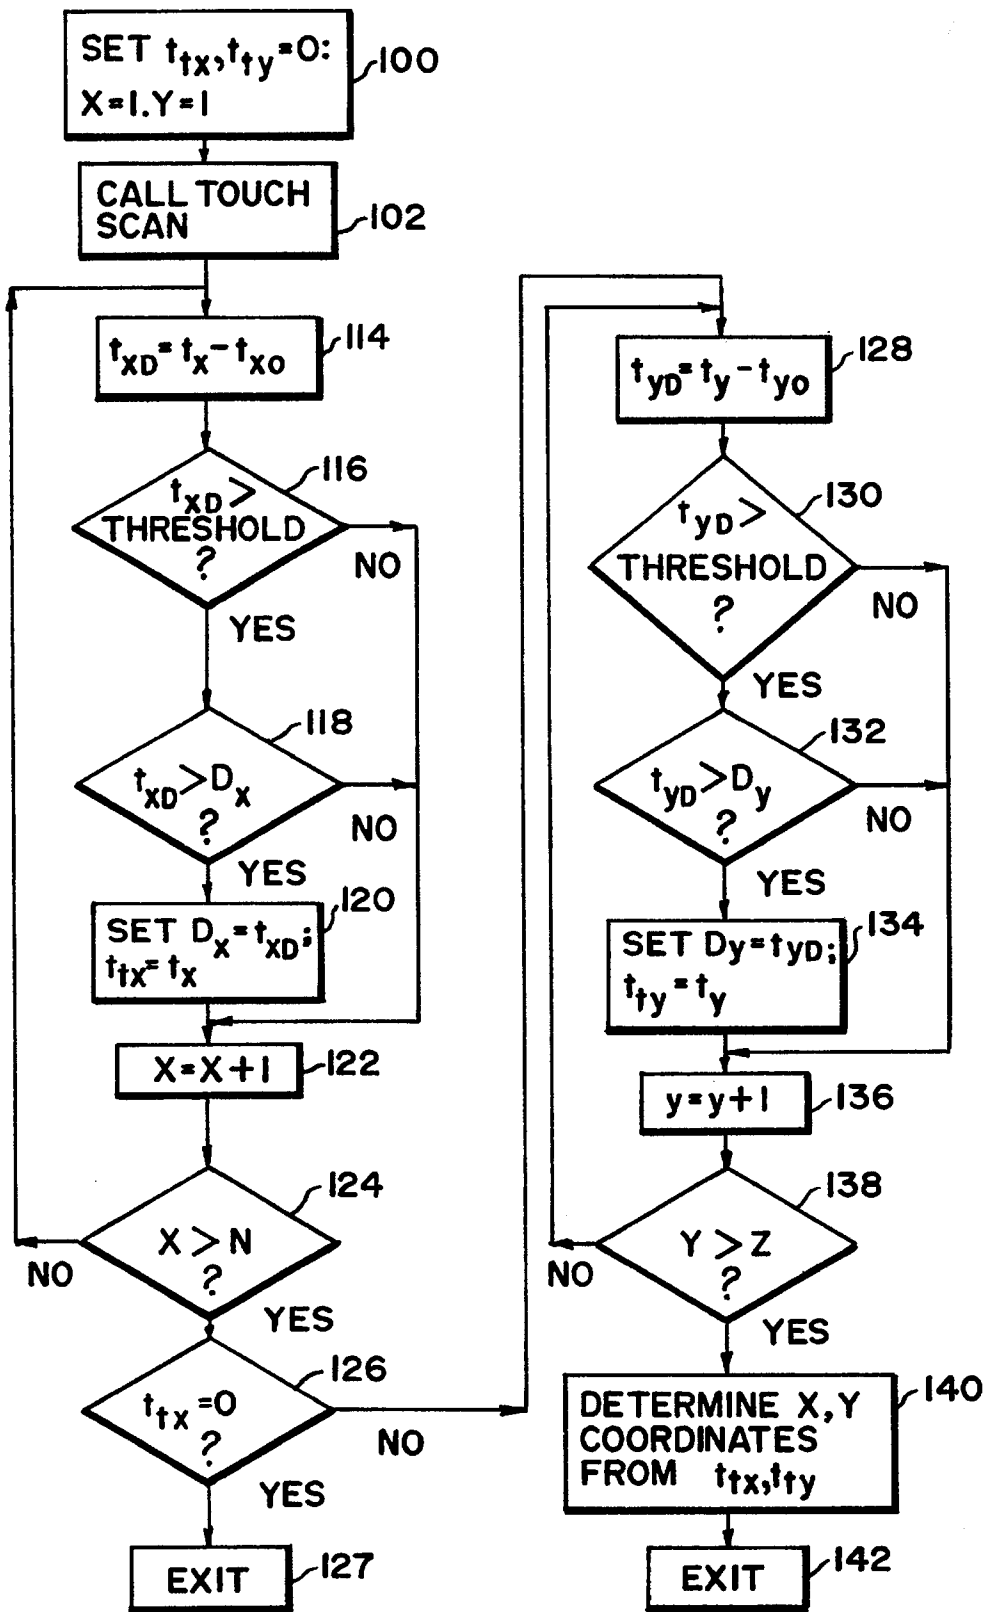 SET t_tx, t_ty = 0:
X = 1. Y = 1
100
CALL TOUCH
SCAN
102
t_xD = t_x - t_xo
114
t_xD >
THRESHOLD
?
116
NO
YES
t_xD > D_x
?
118
NO
YES
SET D_x = t_xD;
t_tx = t_x
120
X = X + 1
122
X > N
?
124
NO
YES
t_tx = 0
?
126
NO
YES
EXIT
127
t_yD = t_y - t_yo
128
t_yD >
THRESHOLD
?
130
NO
YES
t_yD > D_y
?
132
NO
YES
SET D_y = t_yD;
t_ty = t_y
134
y = y + 1
136
Y > Z
?
138
NO
YES
DETERMINE X, Y
COORDINATES
FROM t_tx, t_ty
140
EXIT
142